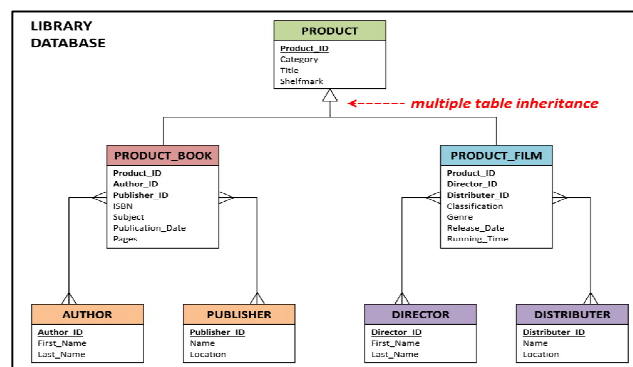 LIBRARY
DATABASE
PRODUCT
Product_ID
Category
Title
Shelfmark
multiple table inheritance
PRODUCT_BOOK
Product_ID
Author_ID
Publisher_ID
ISBN
Subject
Publication_Date
Pages
PRODUCT_FILM
Product_ID
Director_ID
Distributer_ID
Classification
Genre
Release_Date
Running_Time
AUTHOR
Author_ID
First_Name
Last_Name
PUBLISHER
Publisher_ID
Name
Location
DIRECTOR
Director_ID
First_Name
Last_Name
DISTRIBUTER
Distributer_ID
Name
Location